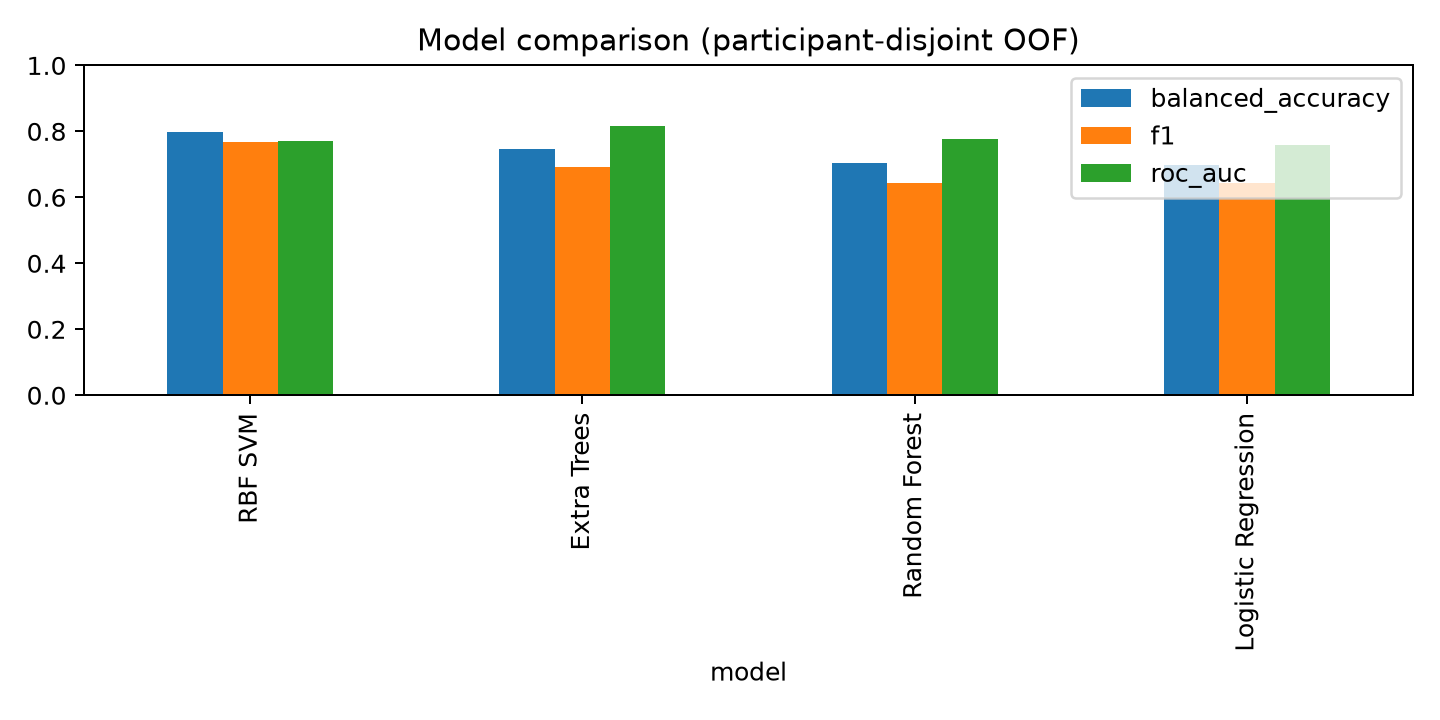 Model comparison (participant-disjoint OOF)
1.0
0.8
0.6
0.4
0.2
0.0
balanced_accuracy
f1
roc_auc
RBF SVM
Extra Trees
Random Forest
Logistic Regression
model